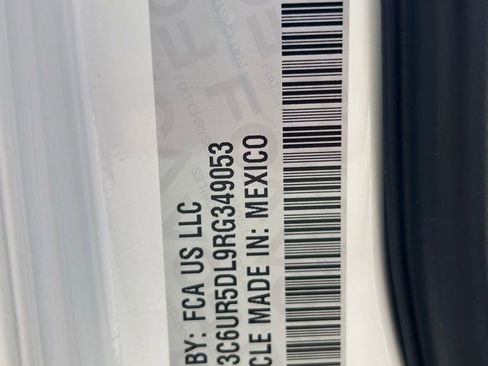 BY: FCA US LLC
3C6UR5DL9RG349053
CLE MADE IN: MEXICO